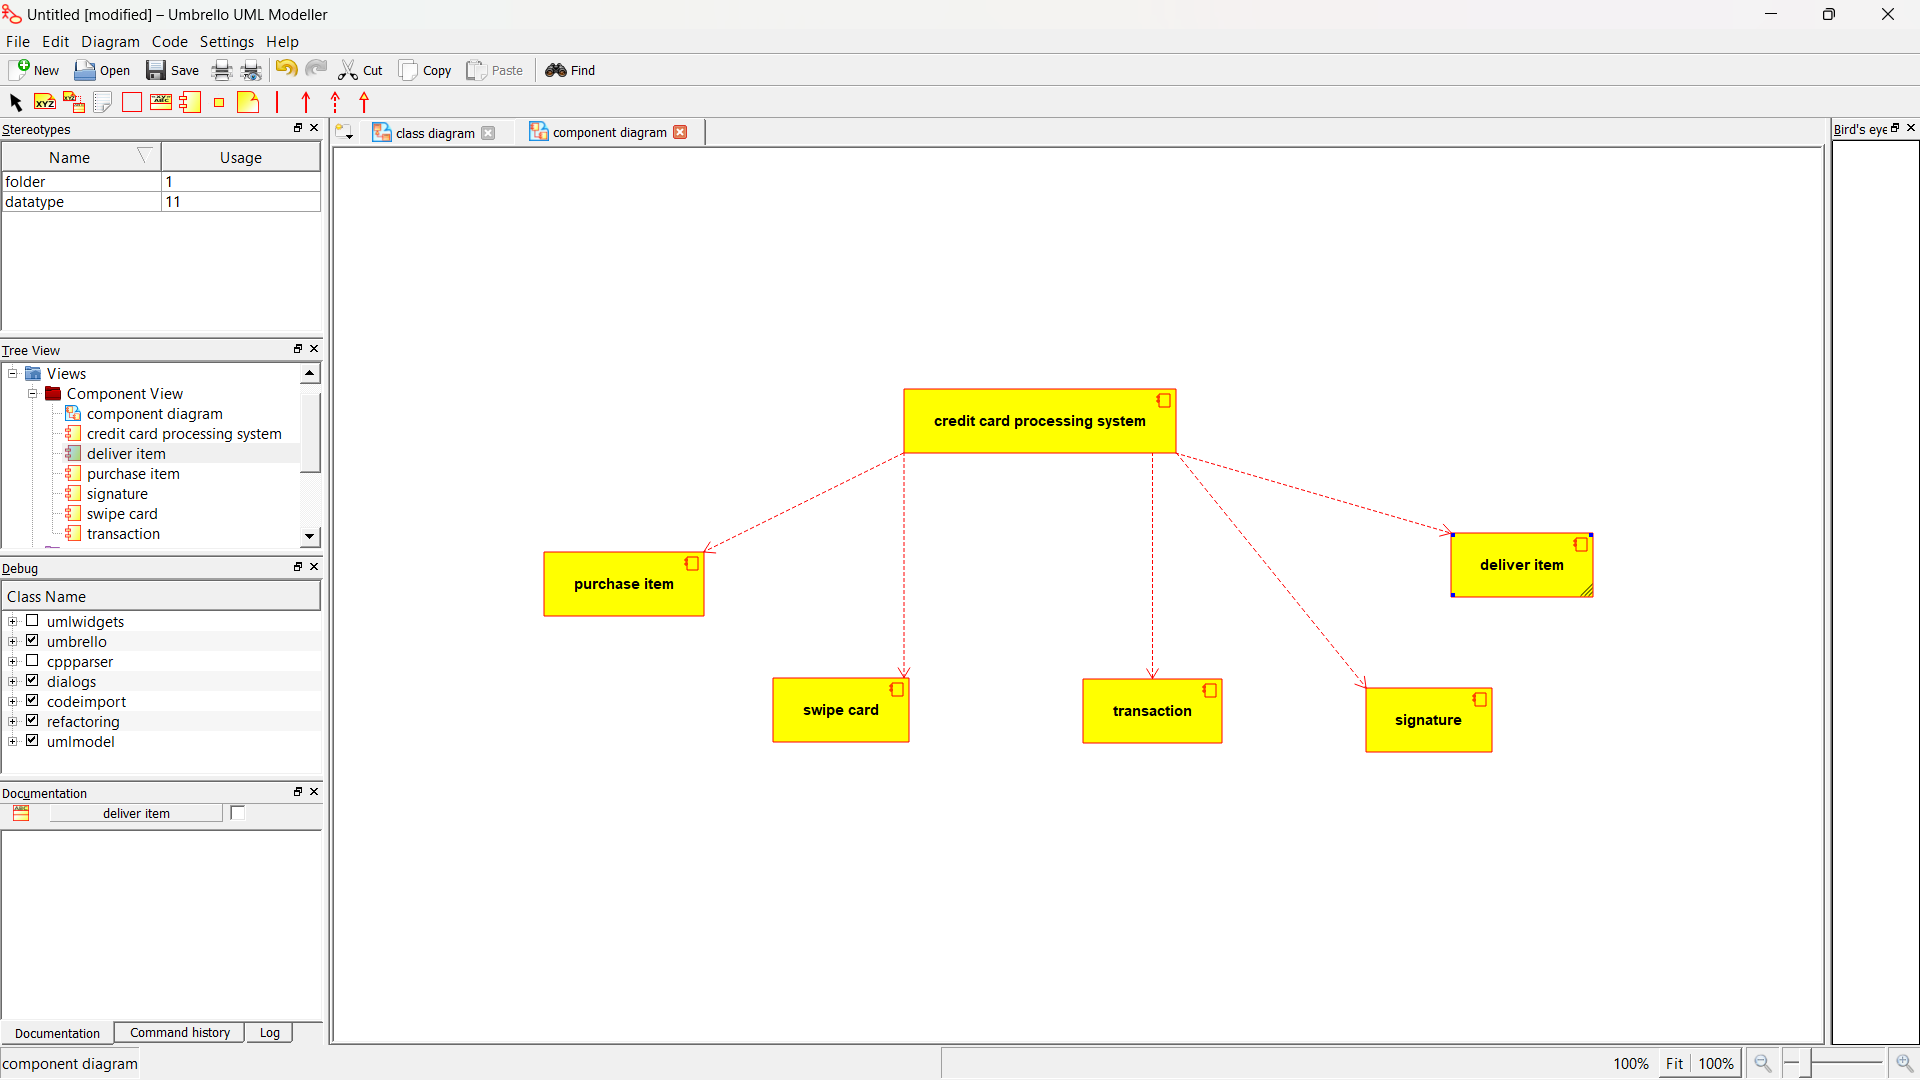 Untitled [modified] – Umbrello UML Modeller
File Edit Diagram Code Settings Help
New Open Save Cut Copy Paste Find
XYZ
Stereotypes
class diagram component diagram
Bird's eye
Name Usage
folder 1
datatype 11
Tree View
Views
Component View
component diagram
credit card processing system
deliver item
purchase item
signature
swipe card
transaction
Debug
Class Name
umlwidgets
umbrello
cppparser
dialogs
codeimport
refactoring
umlmodel
Documentation
deliver item
Documentation Command history Log
credit card processing system
deliver item
purchase item
swipe card
transaction
signature
component diagram
100% Fit 100%